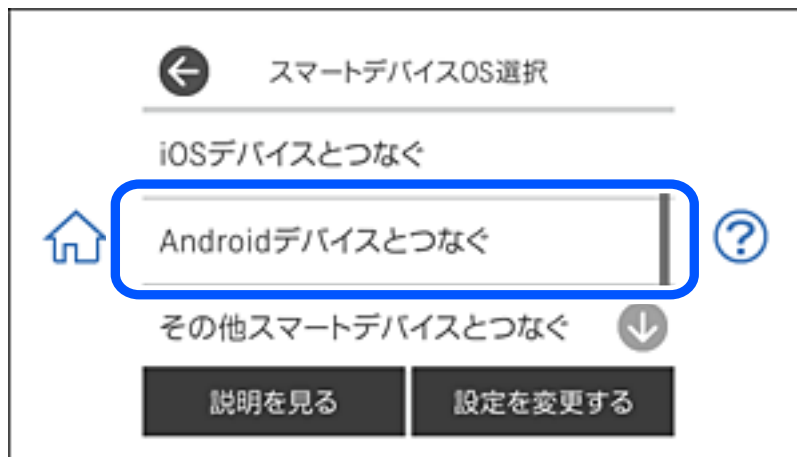 スマートデバイスOS選択
iOSデバイスとつなぐ
Androidデバイスとつなぐ
その他スマートデバイスとつなぐ
説明を見る 設定を変更する